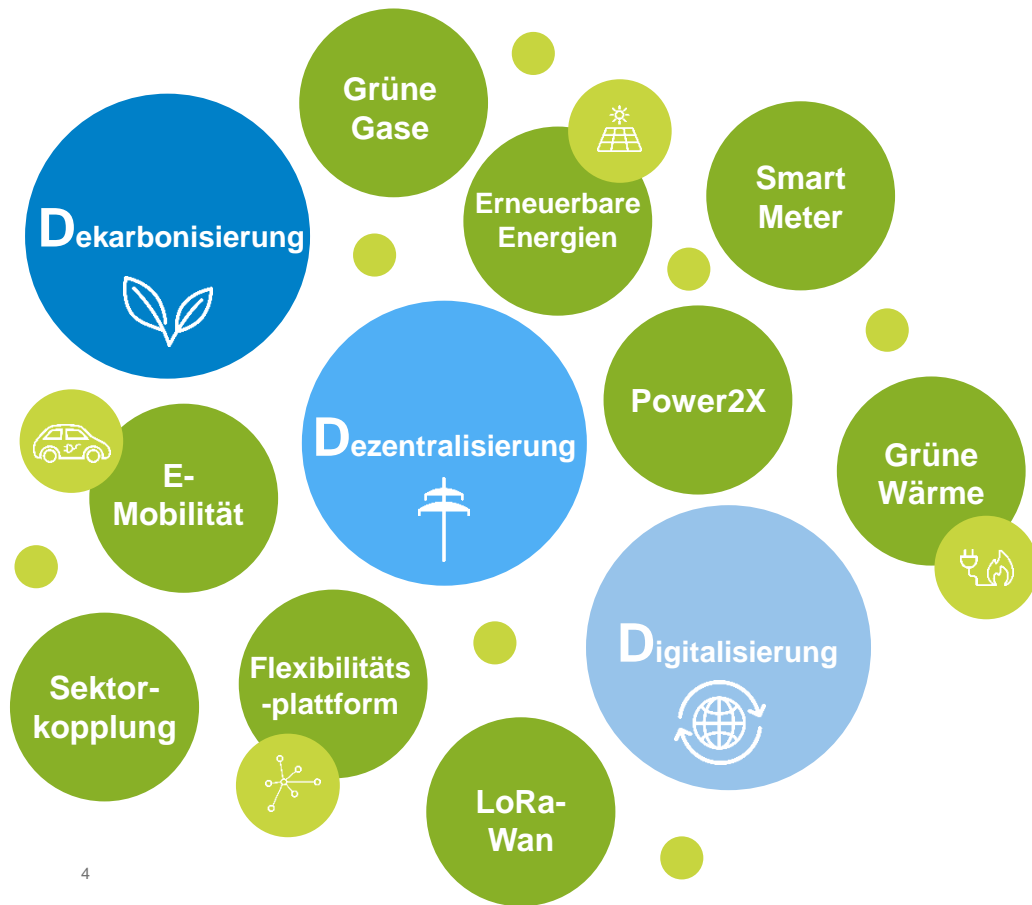 Grüne
Gase
Erneuerbare
Energien
Smart
Meter
Dekarbonisierung
Power2X
Dezentralisierung
Grüne
Wärme
E-
Mobilität
Digitalisierung
Flexibilitäts
-plattform
Sektor-
kopplung
LoRa-
Wan
4